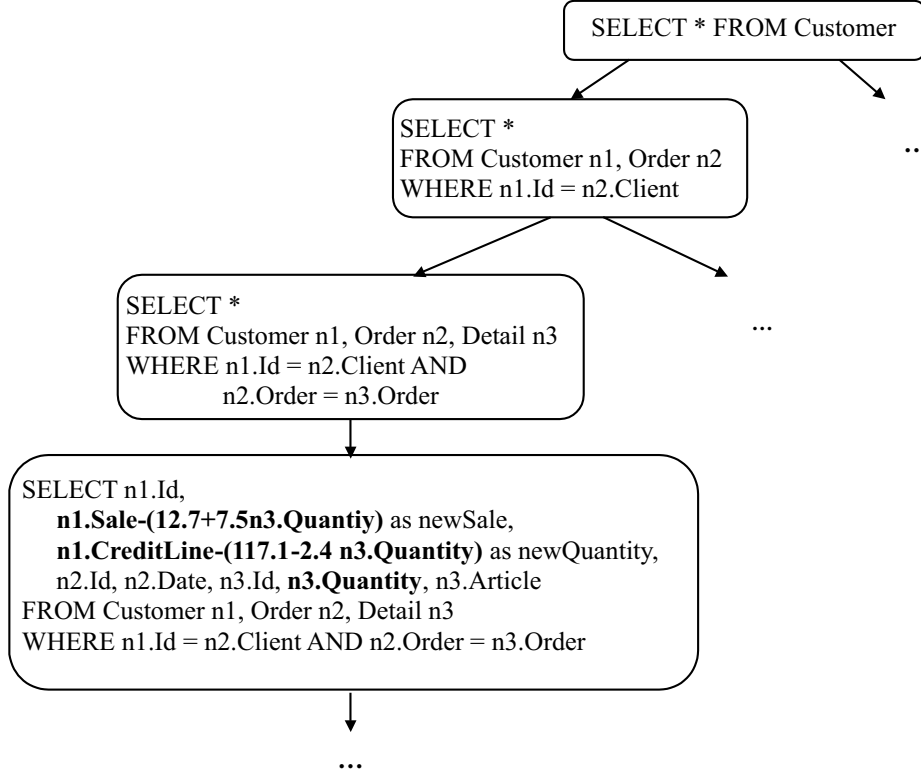 SELECT * FROM Customer
SELECT *
FROM Customer n1, Order n2
WHERE n1.Id = n2.Client
...
SELECT *
FROM Customer n1, Order n2, Detail n3
WHERE n1.Id = n2.Client AND
n2.Order = n3.Order
...
SELECT n1.Id,
n1.Sale-(12.7+7.5n3.Quantiy) as newSale,
n1.CreditLine-(117.1-2.4 n3.Quantity) as newQuantity,
n2.Id, n2.Date, n3.Id, n3.Quantity, n3.Article
FROM Customer n1, Order n2, Detail n3
WHERE n1.Id = n2.Client AND n2.Order = n3.Order
...